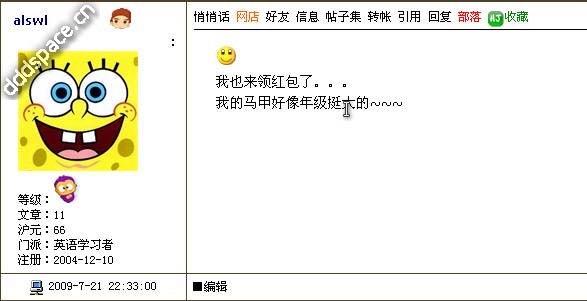 alswl
悄悄话 网店 好友 信息 帖子集 转帐 引用 回复 部落 收藏
:
dddspace.cn
我也来领红包了。。。
我的马甲好像年级挺大的~~~
等级：
文章：11
沪元：66
门派：英语学习者
注册：2004-12-10
2009-7-21 22:33:00
■编辑